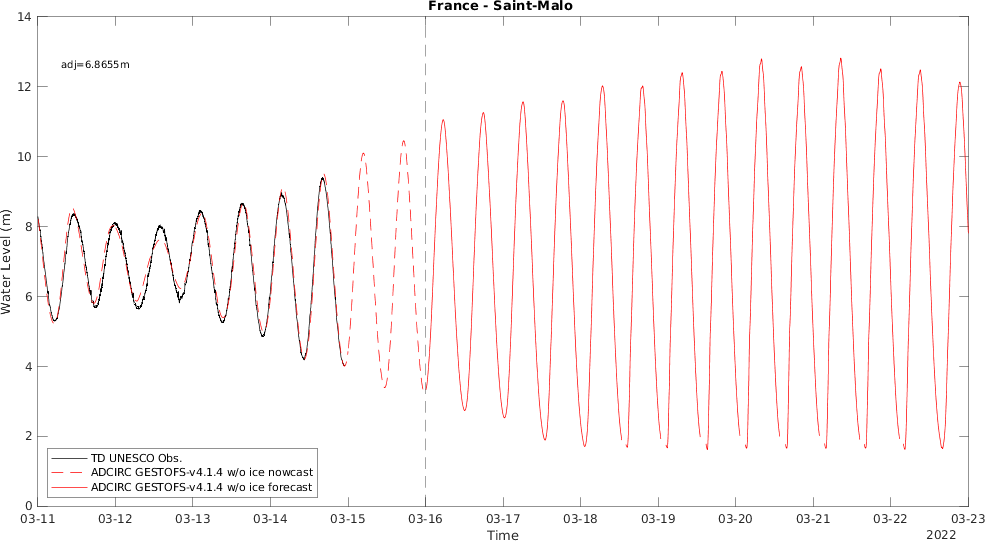 France - Saint-Malo
14
adj=6.8655m
12
10
8
Water Level (m)
6
4
2
TD UNESCO Obs.
ADCIRC GESTOFS-v4.1.4 w/o ice nowcast
ADCIRC GESTOFS-v4.1.4 w/o ice forecast
0
03-11 03-12 03-13 03-14 03-15 03-16 03-17 03-18 03-19 03-20 03-21 03-22 03-23
Time
2022